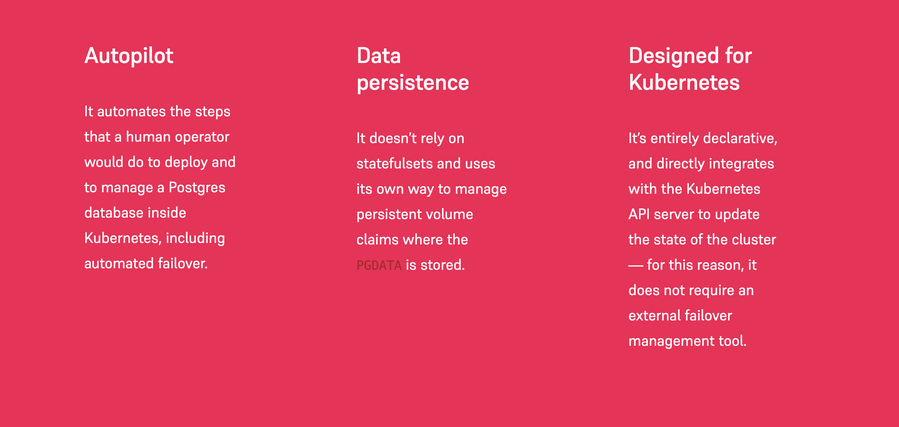 Autopilot
It automates the steps
that a human operator
would do to deploy and
to manage a Postgres
database inside
Kubernetes, including
automated failover.
Data
persistence
It doesn’t rely on
statefulsets and uses
its own way to manage
persistent volume
claims where the
PGDATA is stored.
Designed for
Kubernetes
It’s entirely declarative,
and directly integrates
with the Kubernetes
API server to update
the state of the cluster
— for this reason, it
does not require an
external failover
management tool.